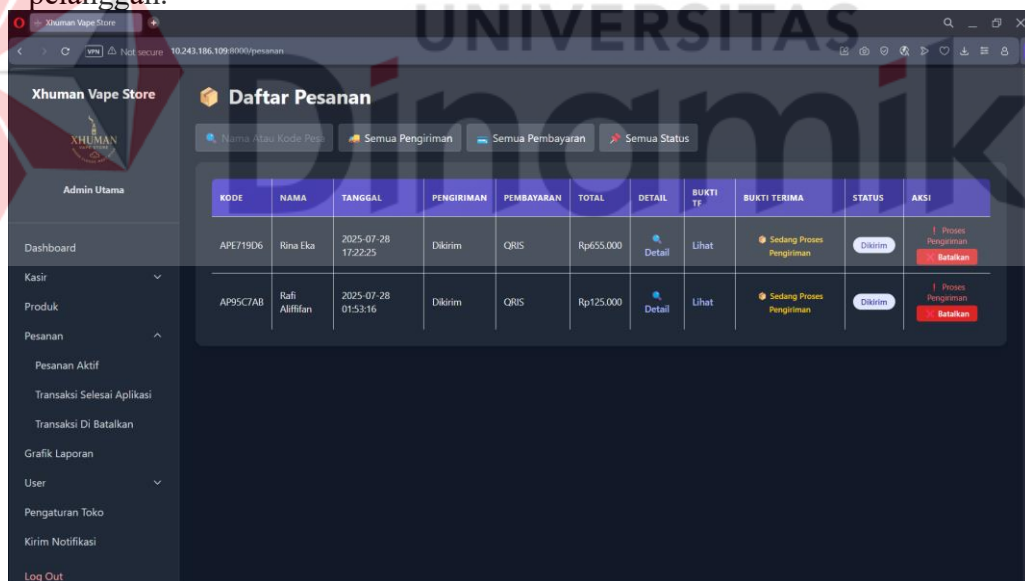 pelanggan.
UNIVERSITAS
Dinamika
Xhuman Vape Store
VPN Not secure 10.243.186.109:8000/pesanan
Xhuman Vape Store
XHUMAN
VAPE STORE
Admin Utama
Dashboard
Kasir
Produk
Pesanan
Pesanan Aktif
Transaksi Selesai Aplikasi
Transaksi Di Batalkan
Grafik Laporan
User
Pengaturan Toko
Kirim Notifikasi
Log Out
Daftar Pesanan
Nama Atau Kode Pesa Semua Pengiriman Semua Pembayaran Semua Status
KODE NAMA TANGGAL PENGIRIMAN PEMBAYARAN TOTAL DETAIL BUKTI TF BUKTI TERIMA STATUS AKSI
APE719D6 Rina Eka 2025-07-28 17:22:25 Dikirim QRIS Rp655.000 Detail Lihat Sedang Proses Pengiriman Dikirim ! Proses Pengiriman Batalkan
AP95C7AB Rafi Aliffifan 2025-07-28 01:53:16 Dikirim QRIS Rp125.000 Detail Lihat Sedang Proses Pengiriman Dikirim ! Proses Pengiriman Batalkan